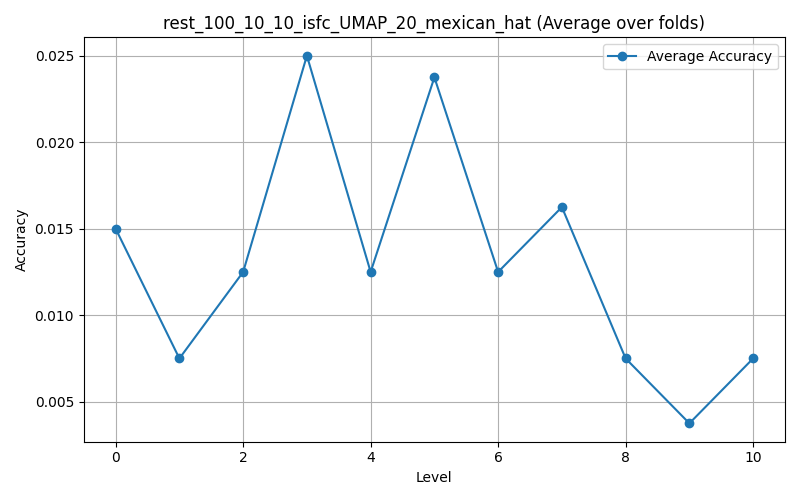 rest_100_10_10_isfc_UMAP_20_mexican_hat (Average over folds)
Average Accuracy
0.025
0.020
0.015
0.010
0.005
Accuracy
0 2 4 6 8 10
Level